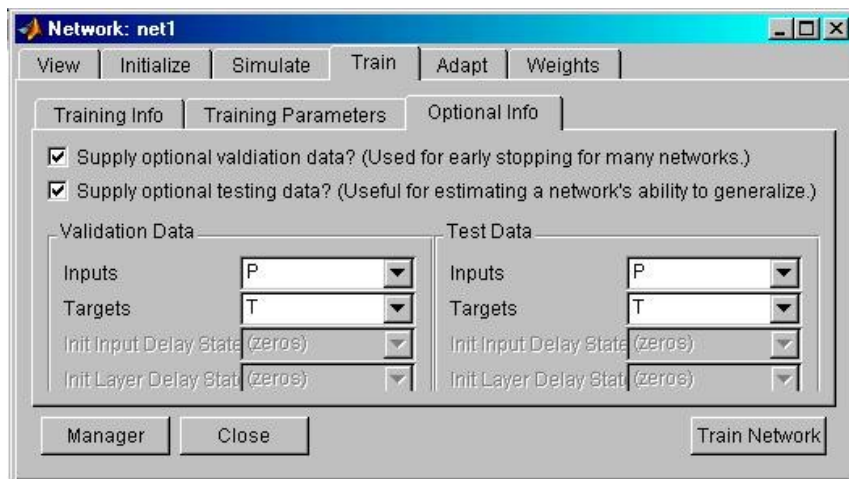 Network: net1
View Initialize Simulate Train Adapt Weights
Training Info Training Parameters Optional Info
Supply optional valdiation data? (Used for early stopping for many networks.)
Supply optional testing data? (Useful for estimating a network's ability to generalize.)
Validation Data Test Data
Inputs P Inputs P
Targets T Targets T
Init Input Delay State (zeros) Init Input Delay State (zeros)
Init Layer Delay Stat (zeros) Init Layer Delay Stat (zeros)
Manager Close Train Network